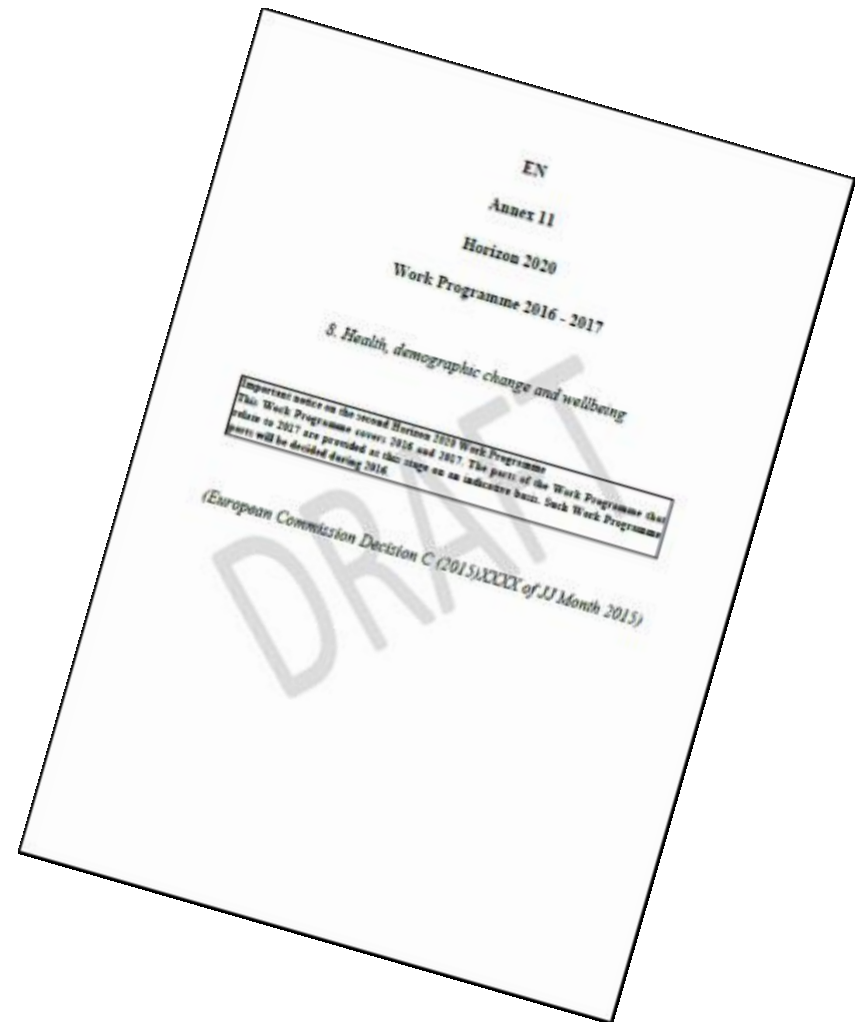 EN
Annex 11
Horizon 2020
Work Programme 2016 - 2017
8. Health, demographic change and wellbeing
Important notice on the second Horizon 2020 Work Programme
This Work Programme covers 2016 and 2017. The parts of the Work Programme that
relate to 2017 are provided at this stage on an indicative basis. Such Work Programme
parts will be decided during 2016.
(European Commission Decision C (2015)XXXX of JJ Month 2015)
DRAFT